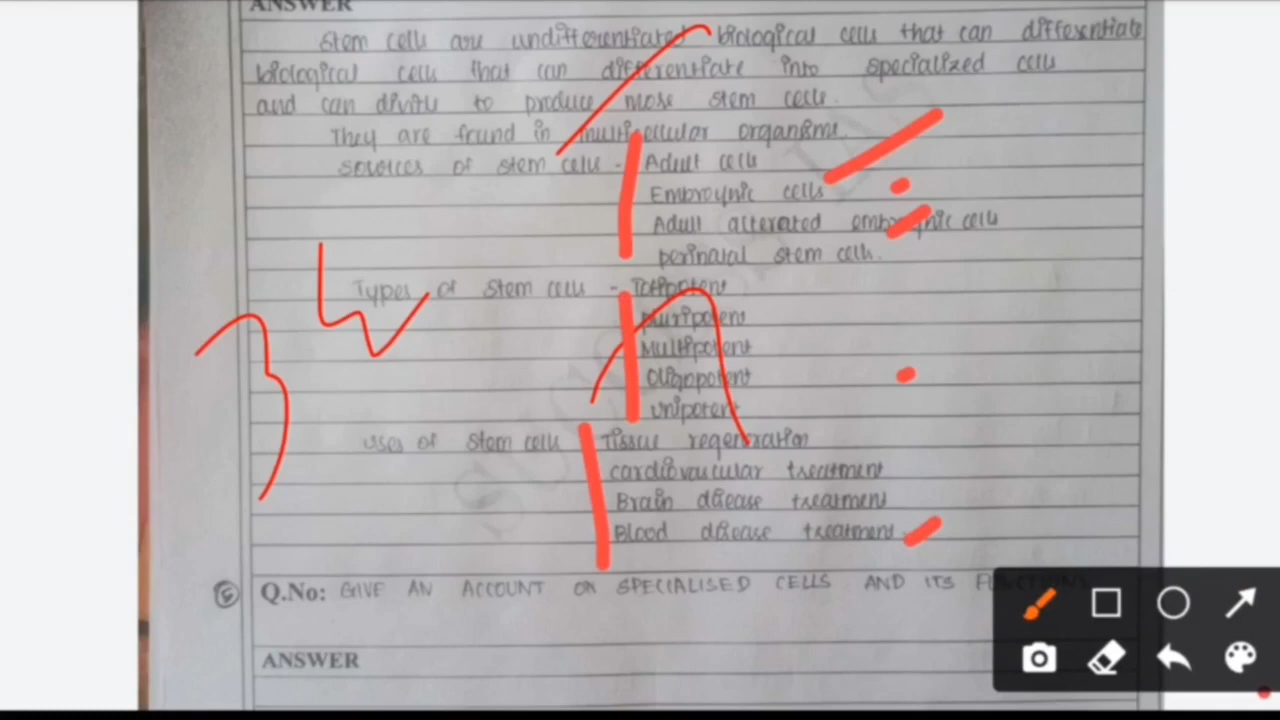 ANSWER
Stem cells are undifferentiated biological cells that can differentiate
biological cells that can differentiate into specialized cells
and can divide to produce more stem cells.
They are found in multicellular organisms.
Sources of stem cells - Adult cells
Embroynic cells
Adult alterated embroynic cells
perinatal stem cells.
Types of stem cells - Totipotent
Pluripotent
Multipotent
Oligopotent
Unipotent
Uses of stem cells Tissue regeneration
cardiovascular treatment
Brain disease treatment
Blood disease treatment
Q.No: GIVE AN ACCOUNT ON SPECIALISED CELLS AND ITS FUNCTIONS
ANSWER